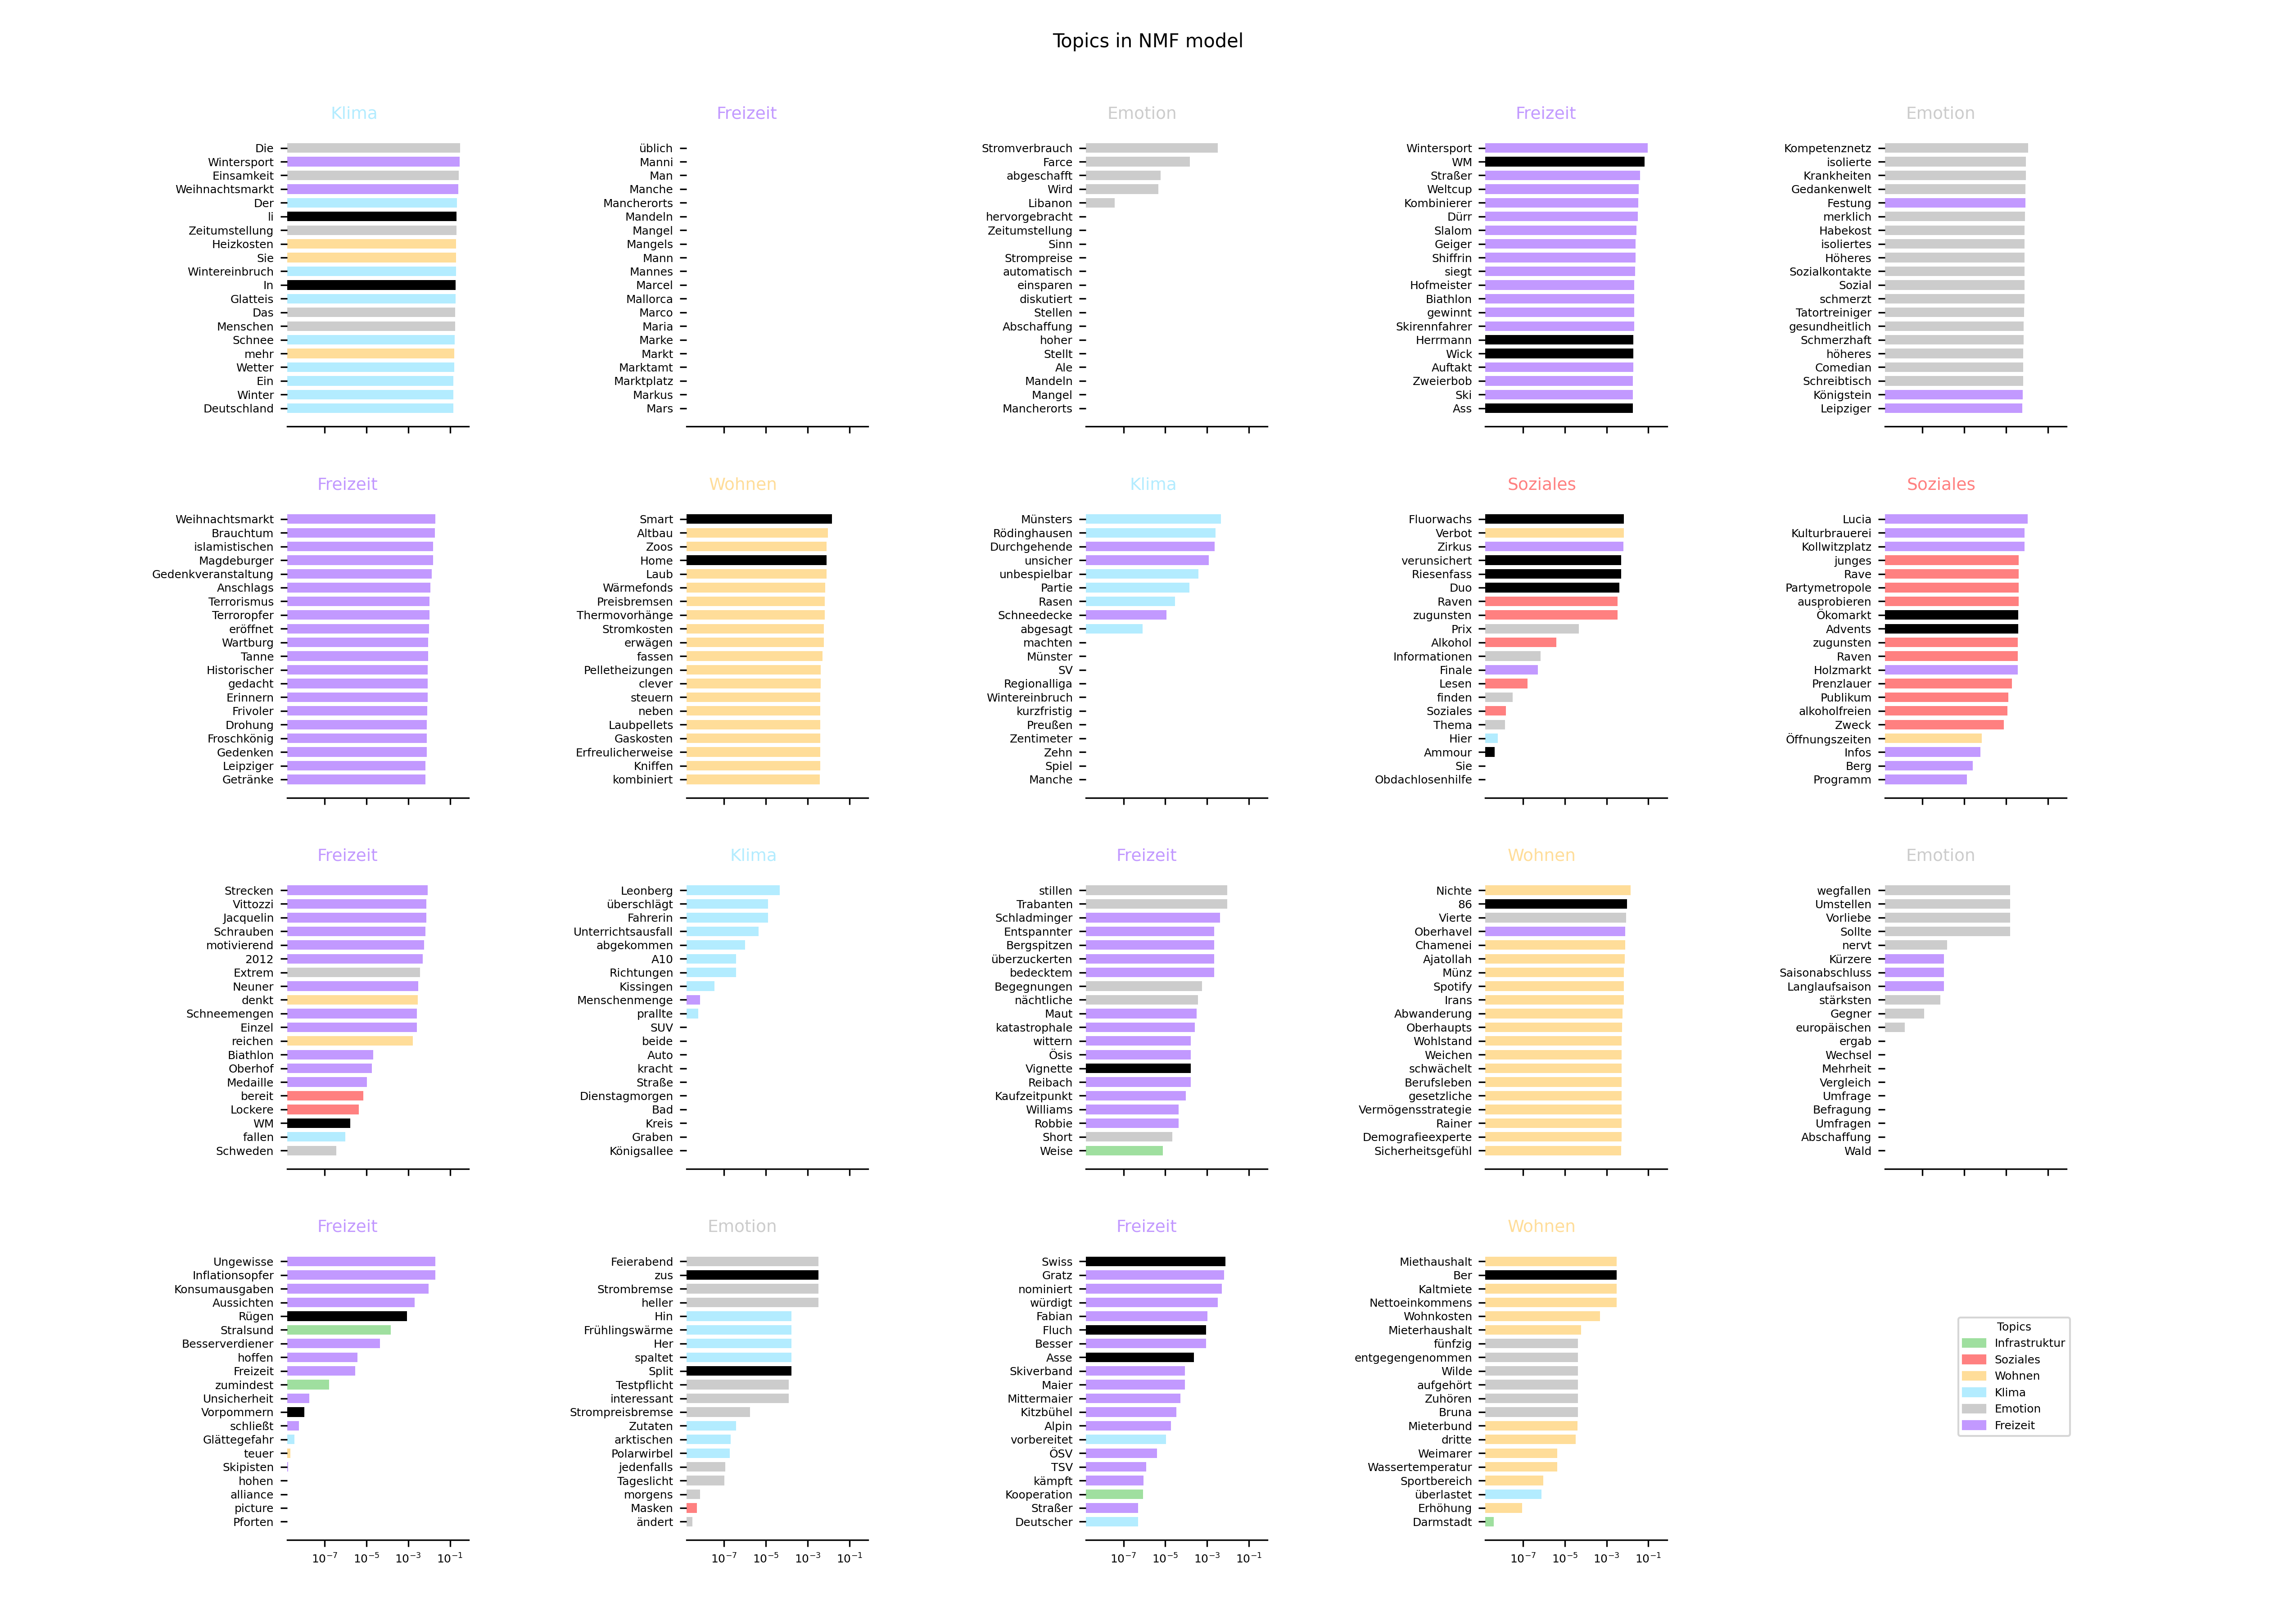 Topics in NMF model
Klima
Die
Wintersport
Einsamkeit
Weihnachtsmarkt
Der
li
Zeitumstellung
Heizkosten
Sie
Wintereinbruch
In
Glatteis
Das
Menschen
Schnee
mehr
Wetter
Ein
Winter
Deutschland
Freizeit
üblich
Manni
Man
Manche
Mancherorts
Mandeln
Mangel
Mangels
Mann
Mannes
Marcel
Mallorca
Marco
Maria
Marke
Markt
Marktamt
Marktplatz
Markus
Mars
Emotion
Stromverbrauch
Farce
abgeschafft
Wird
Libanon
hervorgebracht
Zeitumstellung
Sinn
Strompreise
automatisch
einsparen
diskutiert
Stellen
Abschaffung
hoher
Stellt
Ale
Mandeln
Mangel
Mancherorts
Freizeit
Wintersport
WM
Straßer
Weltcup
Kombinierer
Dürr
Slalom
Geiger
Shiffrin
siegt
Hofmeister
Biathlon
gewinnt
Skirennfahrer
Herrmann
Wick
Auftakt
Zweierbob
Ski
Ass
Emotion
Kompetenznetz
isolierte
Krankheiten
Gedankenwelt
Festung
merklich
Habekost
isoliertes
Höheres
Sozialkontakte
Sozial
schmerzt
Tatortreiniger
gesundheitlich
Schmerzhaft
höheres
Comedian
Schreibtisch
Königstein
Leipziger
Freizeit
Weihnachtsmarkt
Brauchtum
islamistischen
Magdeburger
Gedenkveranstaltung
Anschlags
Terrorismus
Terroropfer
eröffnet
Wartburg
Tanne
Historischer
gedacht
Erinnern
Frivoler
Drohung
Froschkönig
Gedenken
Leipziger
Getränke
Wohnen
Smart
Altbau
Zoos
Home
Laub
Wärmefonds
Preisbremsen
Thermovorhänge
Stromkosten
erwägen
fassen
Pelletheizungen
clever
steuern
neben
Laubpellets
Gaskosten
Erfreulicherweise
Kniffen
kombiniert
Klima
Münsters
Rödinghausen
Durchgehende
unsicher
unbespielbar
Partie
Rasen
Schneedecke
abgesagt
machten
Münster
SV
Regionalliga
Wintereinbruch
kurzfristig
Preußen
Zentimeter
Zehn
Spiel
Manche
Soziales
Fluorwachs
Verbot
Zirkus
verunsichert
Riesenfass
Duo
Raven
zugunsten
Prix
Alkohol
Informationen
Finale
Lesen
finden
Soziales
Thema
Hier
Ammour
Sie
Obdachlosenhilfe
Soziales
Lucia
Kulturbrauerei
Kollwitzplatz
junges
Rave
Partymetropole
ausprobieren
Ökomarkt
Advents
zugunsten
Raven
Holzmarkt
Prenzlauer
Publikum
alkoholfreien
Zweck
Öffnungszeiten
Infos
Berg
Programm
Freizeit
Strecken
Vittozzi
Jacquelin
Schrauben
motivierend
2012
Extrem
Neuner
denkt
Schneemengen
Einzel
reichen
Biathlon
Oberhof
Medaille
bereit
Lockere
WM
fallen
Schweden
Klima
Leonberg
überschlägt
Fahrerin
Unterrichtsausfall
abgekommen
A10
Richtungen
Kissingen
Menschenmenge
prallte
SUV
beide
Auto
kracht
Straße
Dienstagmorgen
Bad
Kreis
Graben
Königsallee
Freizeit
stillen
Trabanten
Schladminger
Entspannter
Bergspitzen
überzuckerten
bedecktem
Begegnungen
nächtliche
Maut
katastrophale
wittern
Ösis
Vignette
Reibach
Kaufzeitpunkt
Williams
Robbie
Short
Weise
Wohnen
Nichte
86
Vierte
Oberhavel
Chamenei
Ajatollah
Münz
Spotify
Irans
Abwanderung
Oberhaupts
Wohlstand
Weichen
schwächelt
Berufsleben
gesetzliche
Vermögensstrategie
Rainer
Demografieexperte
Sicherheitsgefühl
Emotion
wegfallen
Umstellen
Vorliebe
Sollte
nervt
Kürzere
Saisonabschluss
Langlaufsaison
stärksten
Gegner
europäischen
ergab
Wechsel
Mehrheit
Vergleich
Umfrage
Befragung
Umfragen
Abschaffung
Wald
Freizeit
Ungewisse
Inflationsopfer
Konsumausgaben
Aussichten
Rügen
Stralsund
Besserverdiener
hoffen
Freizeit
zumindest
Unsicherheit
Vorpommern
schließt
Glättegefahr
teuer
Skipisten
hohen
alliance
picture
Pforten
10⁻⁷ 10⁻⁵ 10⁻³ 10⁻¹
Emotion
Feierabend
zus
Strombremse
heller
Hin
Frühlingswärme
Her
spaltet
Split
Testpflicht
interessant
Strompreisbremse
Zutaten
arktischen
Polarwirbel
jedenfalls
Tageslicht
morgens
Masken
ändert
10⁻⁷ 10⁻⁵ 10⁻³ 10⁻¹
Freizeit
Swiss
Gratz
nominiert
würdigt
Fabian
Fluch
Besser
Asse
Skiverband
Maier
Mittermaier
Kitzbühel
Alpin
vorbereitet
ÖSV
TSV
kämpft
Kooperation
Straßer
Deutscher
10⁻⁷ 10⁻⁵ 10⁻³ 10⁻¹
Wohnen
Miethaushalt
Ber
Kaltmiete
Nettoeinkommens
Wohnkosten
Mieterhaushalt
fünfzig
entgegengenommen
Wilde
aufgehört
Zuhören
Bruna
Mieterbund
dritte
Weimarer
Wassertemperatur
Sportbereich
überlastet
Erhöhung
Darmstadt
10⁻⁷ 10⁻⁵ 10⁻³ 10⁻¹
Topics
Infrastruktur
Soziales
Wohnen
Klima
Emotion
Freizeit